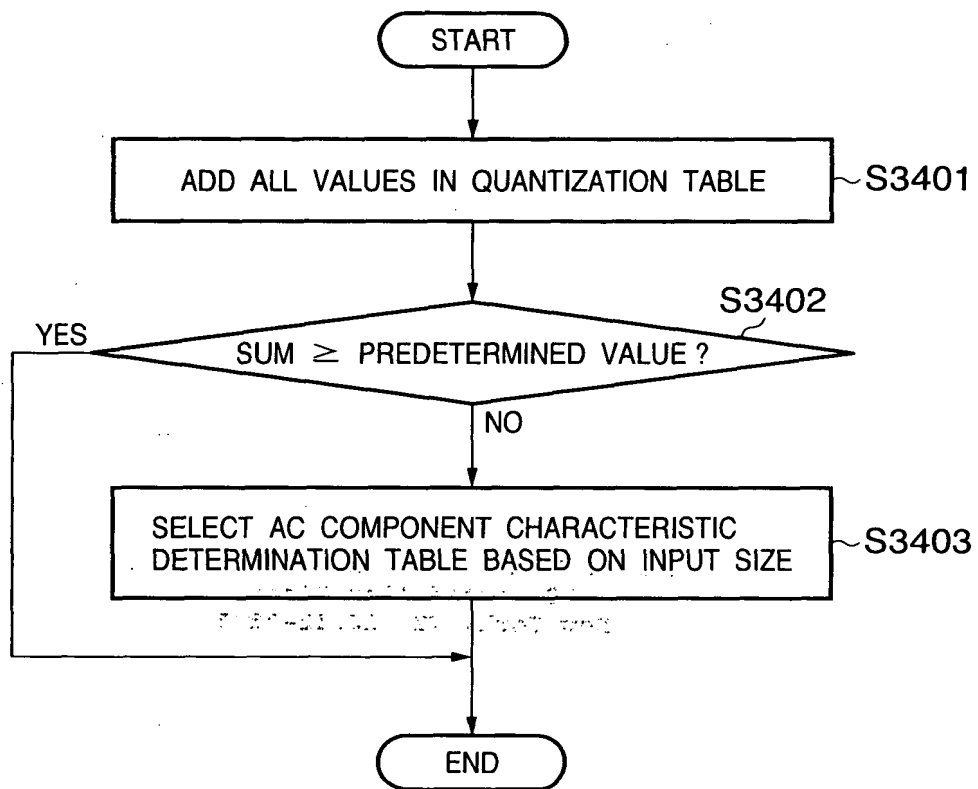 START
ADD ALL VALUES IN QUANTIZATION TABLE
S3401
S3402
YES
SUM ≧ PREDETERMINED VALUE ?
NO
SELECT AC COMPONENT CHARACTERISTIC
DETERMINATION TABLE BASED ON INPUT SIZE
S3403
END